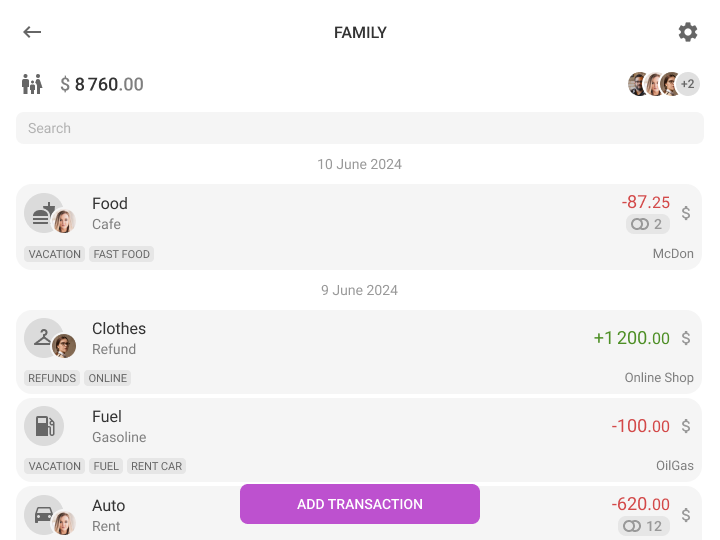 FAMILY
$ 8 760.00
+2
Search
10 June 2024
Food
-87.25 $
Cafe
2
VACATION FAST FOOD
McDon
9 June 2024
Clothes
+1 200.00 $
Refund
REFUNDS ONLINE
Online Shop
Fuel
-100.00 $
Gasoline
VACATION FUEL RENT CAR
OilGas
Auto
-620.00 $
Rent
12
ADD TRANSACTION